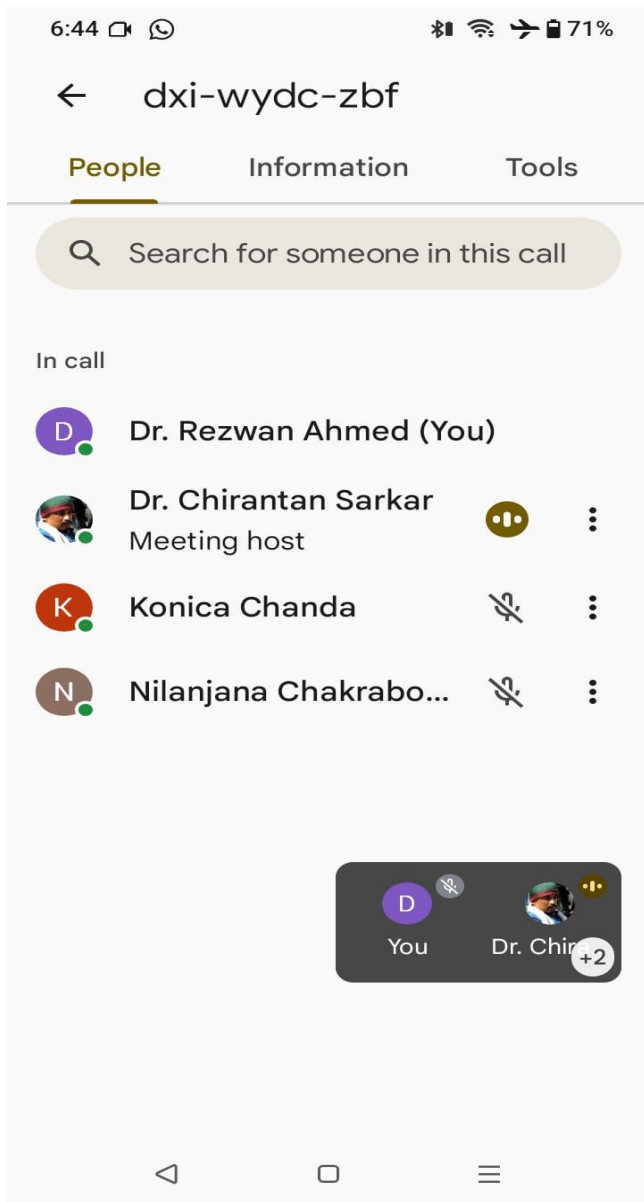 6:44 71%
dxi-wydc-zbf
People Information Tools
Search for someone in this call
In call
D Dr. Rezwan Ahmed (You)
Dr. Chirantan Sarkar
Meeting host
K Konica Chanda
N Nilanjana Chakrabo...
D
You Dr. Chira
+2